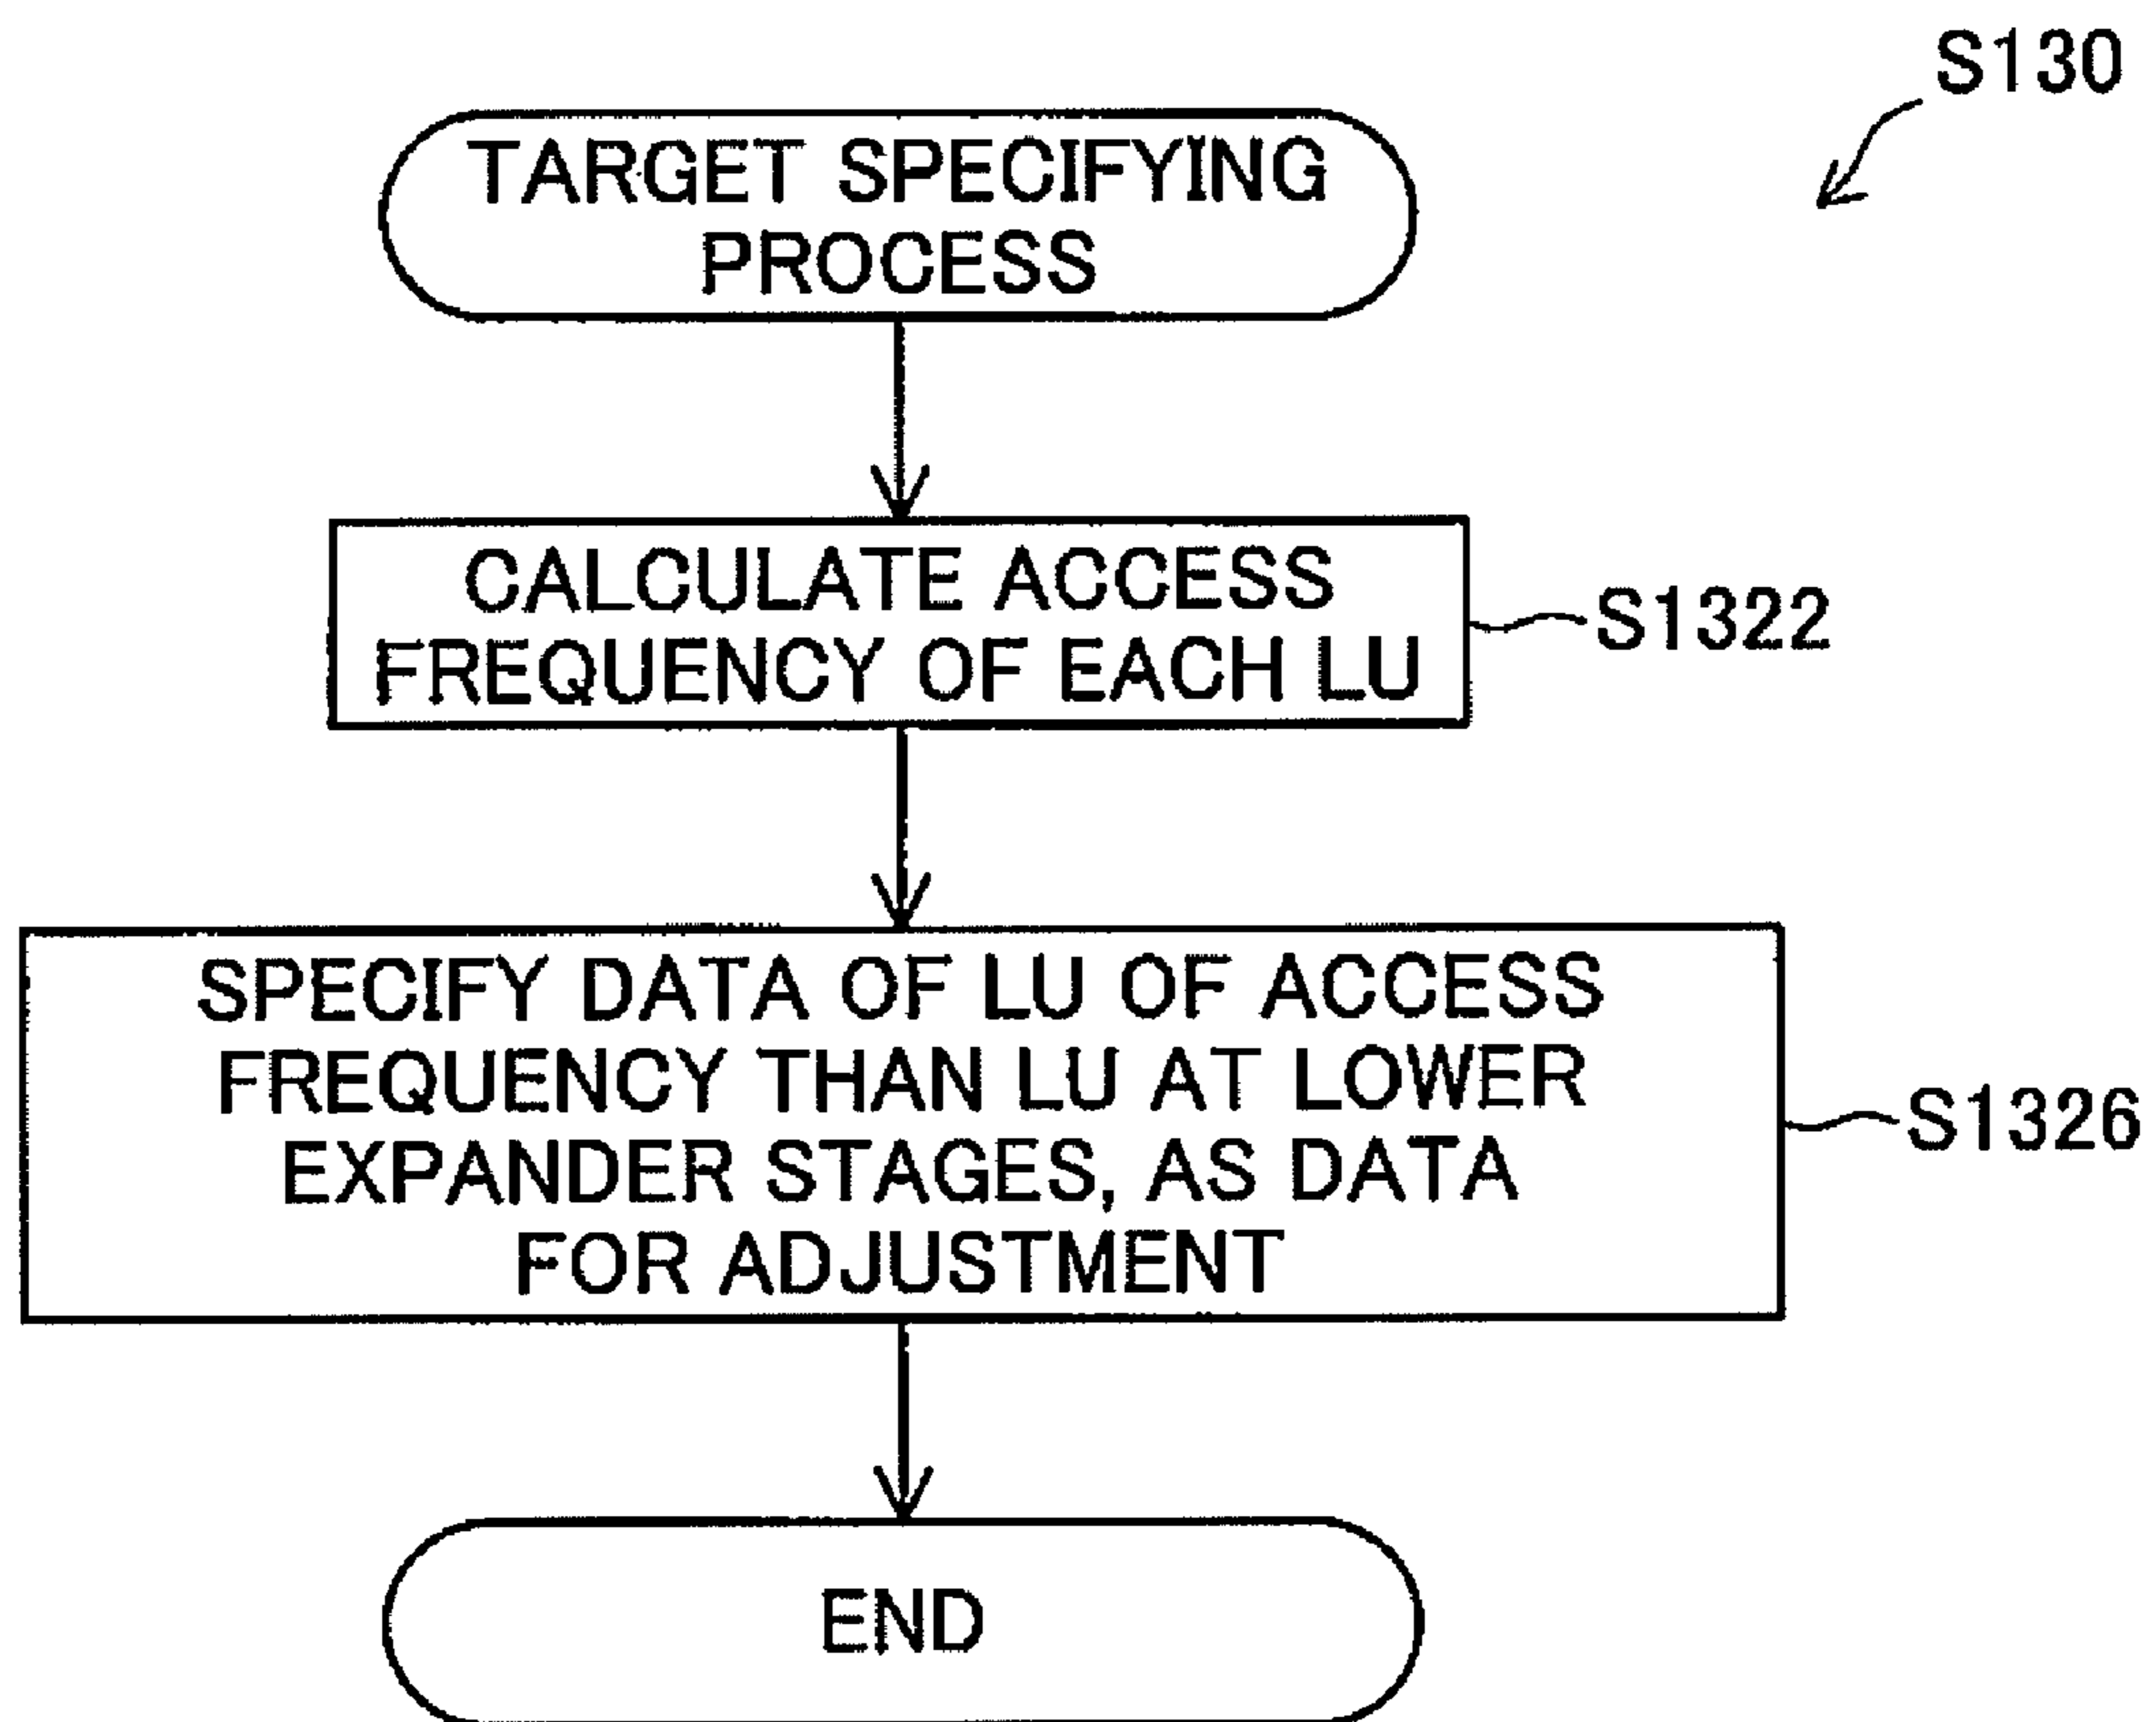 S130
TARGET SPECIFYING
PROCESS
CALCULATE ACCESS
FREQUENCY OF EACH LU
S1322
SPECIFY DATA OF LU OF ACCESS
FREQUENCY THAN LU AT LOWER
EXPANDER STAGES, AS DATA
FOR ADJUSTMENT
S1326
END